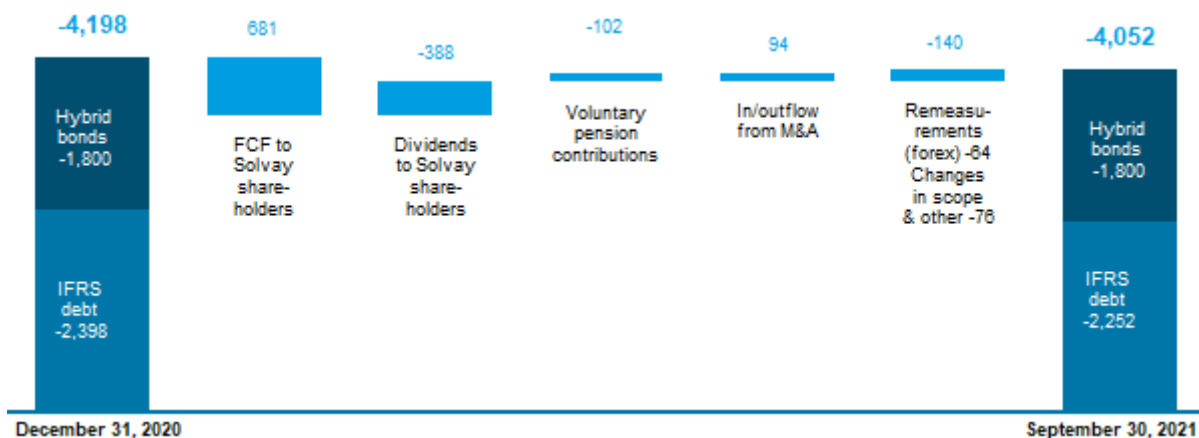 -4,198
681
-388
-102
94
-140
-4,052
Hybrid
bonds
-1,800
IFRS
debt
-2,398
FCF to
Solvay
share-
holders
Dividends
to Solvay
share-
holders
Voluntary
pension
contributions
In/outflow
from M&A
Remeasu-
rements
(forex) -64
Changes
in scope
& other -76
Hybrid
bonds
-1,800
IFRS
debt
-2,252
December 31, 2020
September 30, 2021